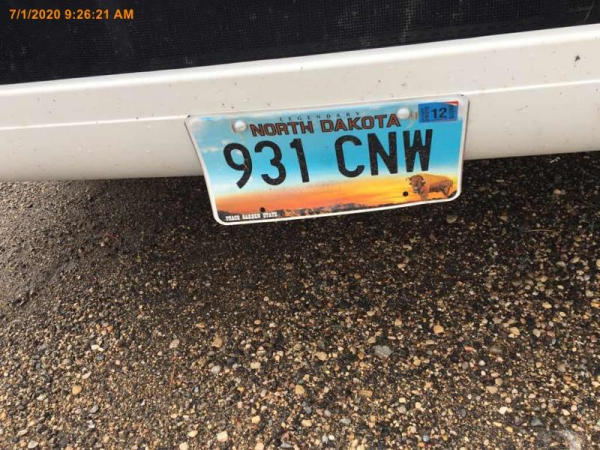 7/1/2020 9:26:21 AM
LEGENDARY
NORTH DAKOTA
12
931 CNW
PEACE GARDEN STATE